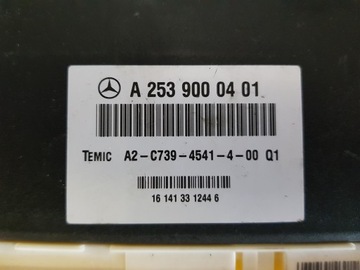 A 253 900 04 01
TEMIC A2-C739-4541-4-00 Q1
16 141 33 1244 6